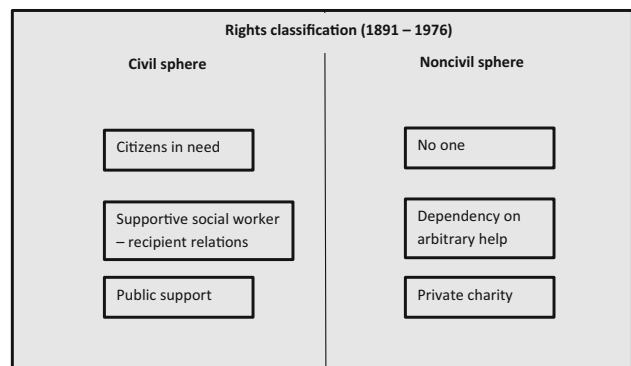 Rights classification (1891 – 1976)
Civil sphere
Noncivil sphere
Citizens in need
No one
Supportive social worker
– recipient relations
Dependency on
arbitrary help
Public support
Private charity